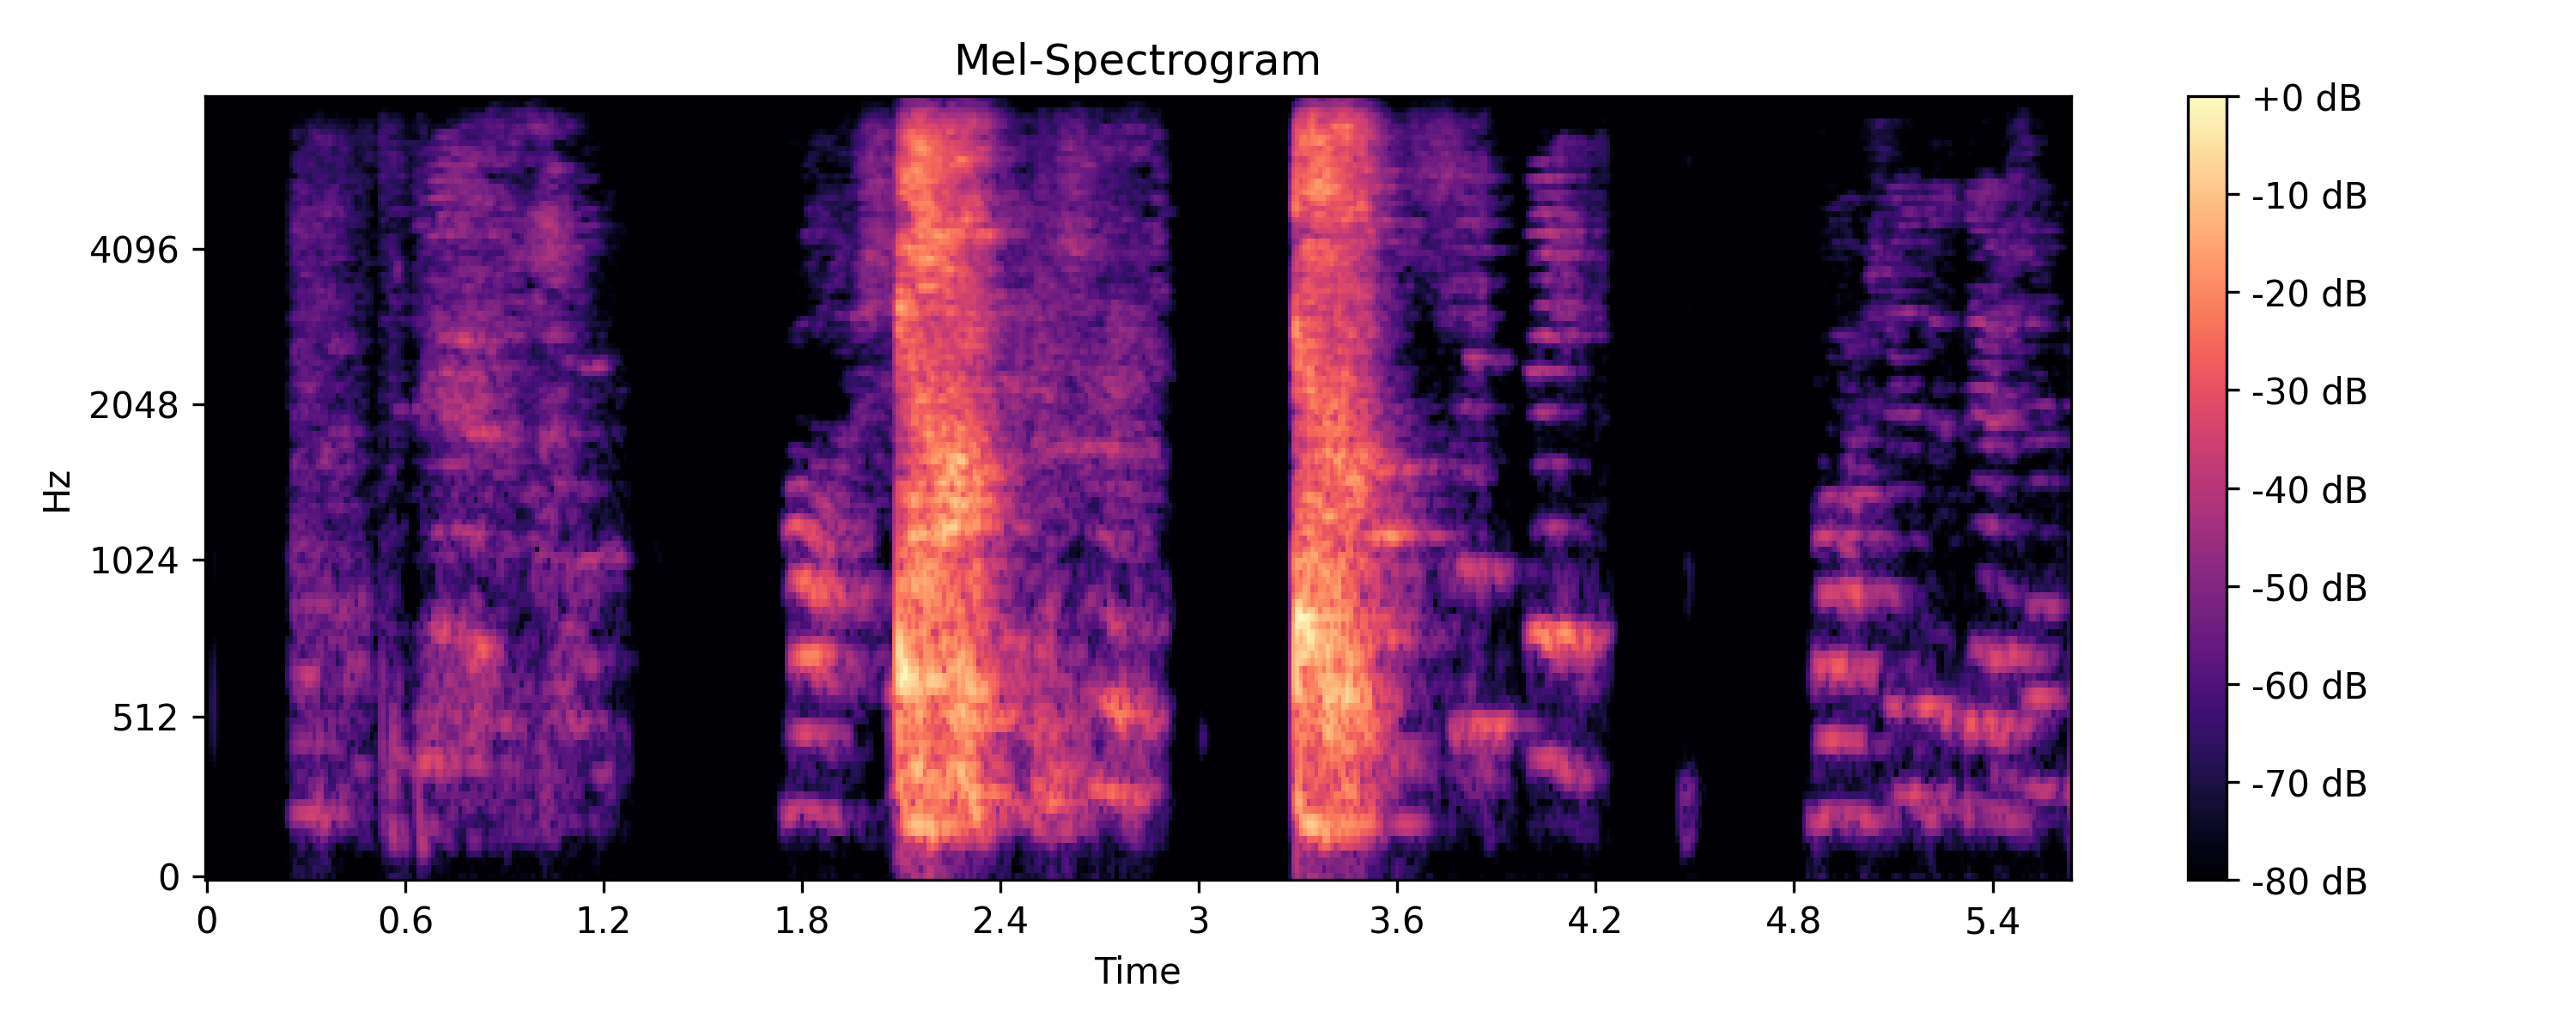 Mel-Spectrogram
Hz
4096
2048
1024
512
0
0 0.6 1.2 1.8 2.4 3 3.6 4.2 4.8 5.4
Time
+0 dB
-10 dB
-20 dB
-30 dB
-40 dB
-50 dB
-60 dB
-70 dB
-80 dB